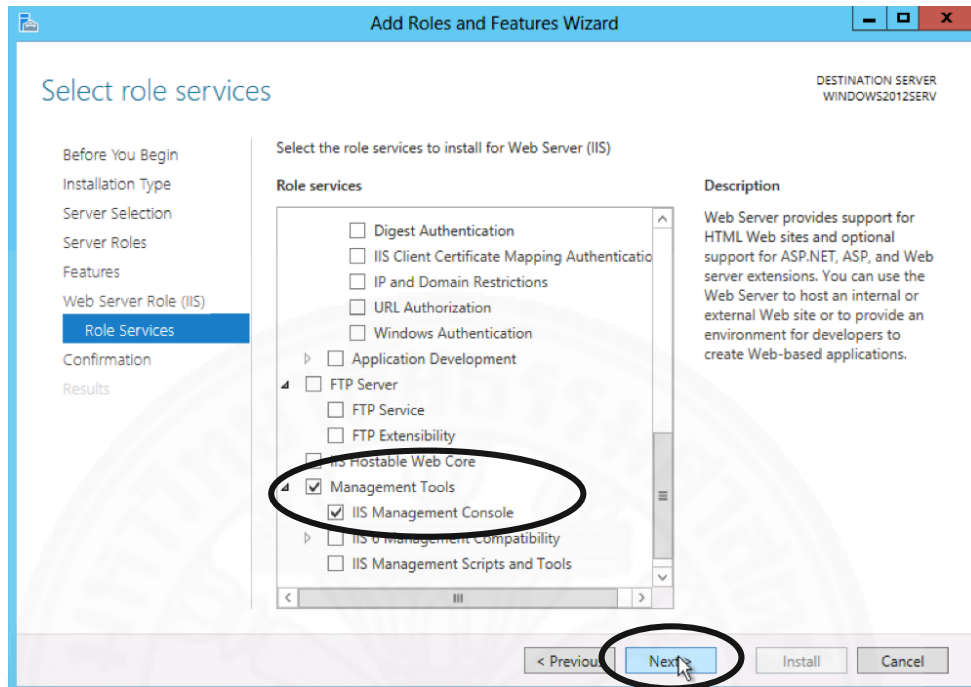 Add Roles and Features Wizard
Select role services
DESTINATION SERVER
WINDOWS2012SERV
Before You Begin
Installation Type
Server Selection
Server Roles
Features
Web Server Role (IIS)
Role Services
Confirmation
Results
Select the role services to install for Web Server (IIS)
Role services
Digest Authentication
IIS Client Certificate Mapping Authenticatio
IP and Domain Restrictions
URL Authorization
Windows Authentication
Application Development
FTP Server
FTP Service
FTP Extensibility
IIS Hostable Web Core
Management Tools
IIS Management Console
IIS 6 Management Compatibility
IIS Management Scripts and Tools
Description
Web Server provides support for
HTML Web sites and optional
support for ASP.NET, ASP, and Web
server extensions. You can use the
Web Server to host an internal or
external Web site or to provide an
environment for developers to
create Web-based applications.
< Previous
Next >
Install
Cancel